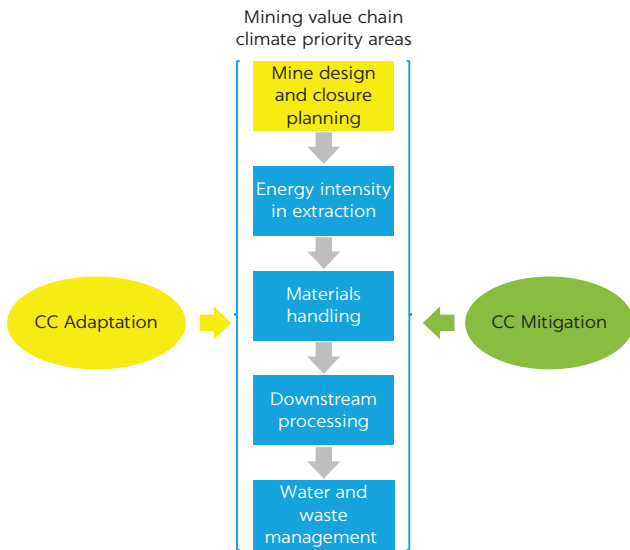 Mining value chain
climate priority areas
Mine design
and closure
planning
Energy intensity
in extraction
CC Adaptation
Materials
handling
CC Mitigation
Downstream
processing
Water and
waste
management